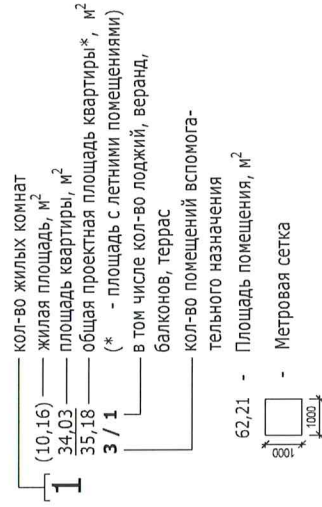 кол-во жилых комнат
1
(10,16) жилая площадь, м²
34,03 площадь квартиры, м²
35,18 общая проектная площадь квартиры*, м²
(* - площадь с летними помещениями)
3 / 1 в том числе кол-во лоджий, веранд,
балконов, террас
кол-во помещений вспомога-
тельного назначения
62,21 - Площадь помещения, м²
1000
1000
- Метровая сетка